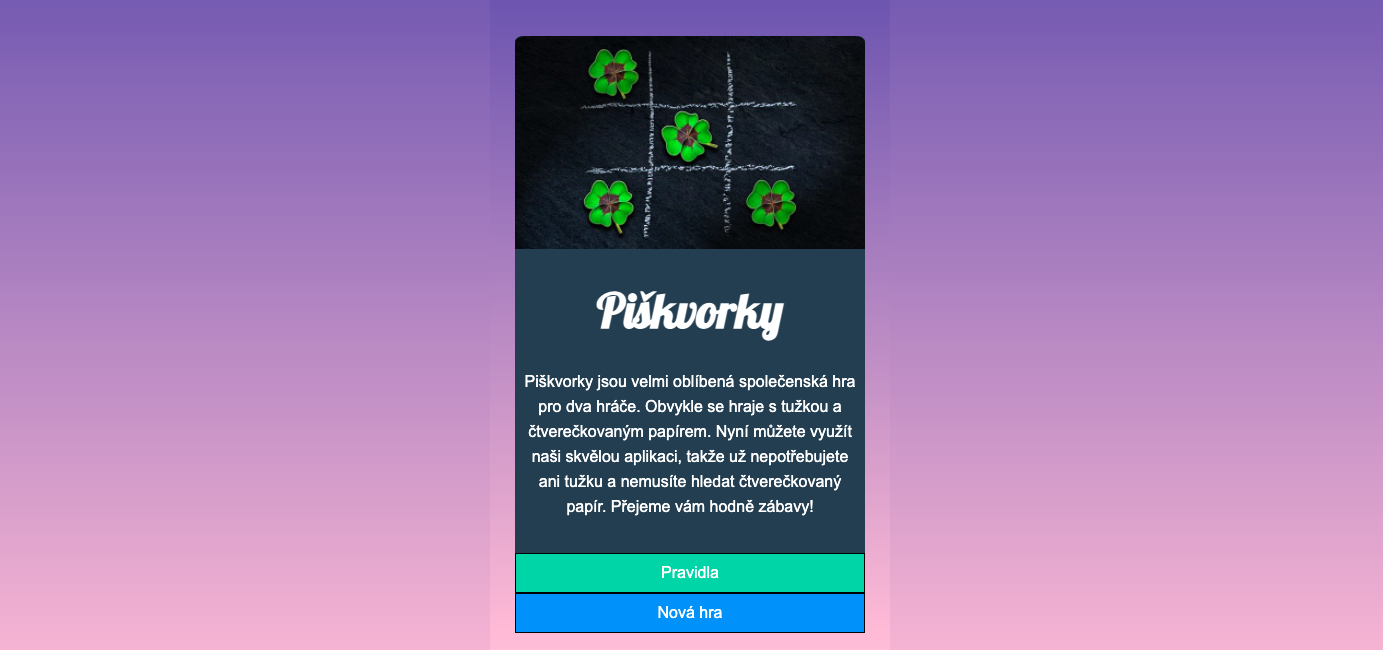 Piškvorky
Piškvorky jsou velmi oblíbená společenská hra
pro dva hráče. Obvykle se hraje s tužkou a
čtverečkovaným papírem. Nyní můžete využít
naši skvělou aplikaci, takže už nepotřebujete
ani tužku a nemusíte hledat čtverečkovaný
papír. Přejeme vám hodně zábavy!
Pravidla
Nová hra